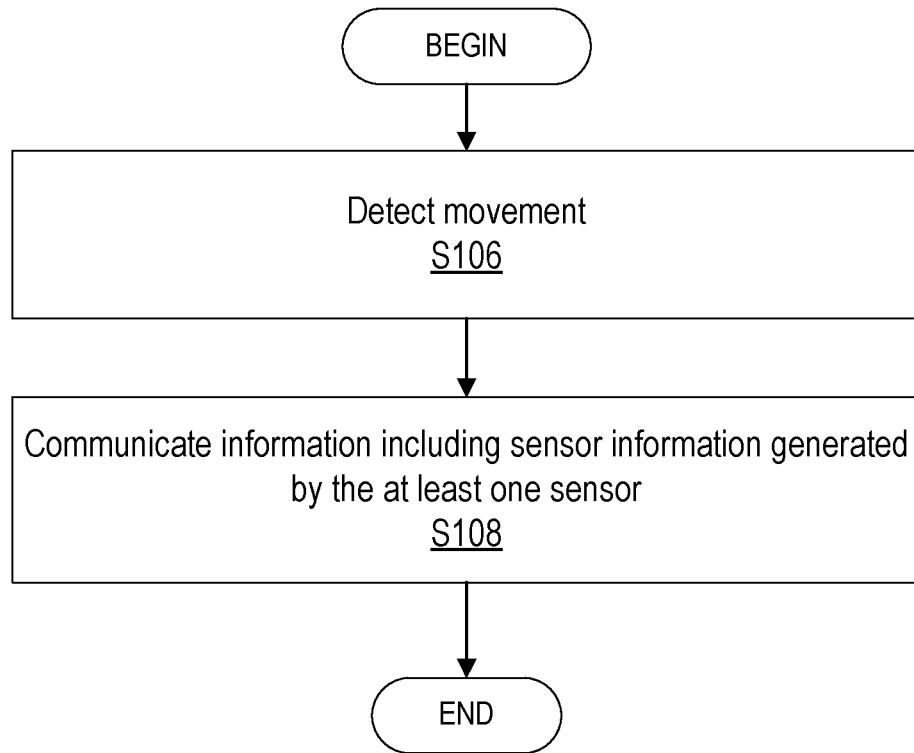 BEGIN
Detect movement
S106
Communicate information including sensor information generated
by the at least one sensor
S108
END